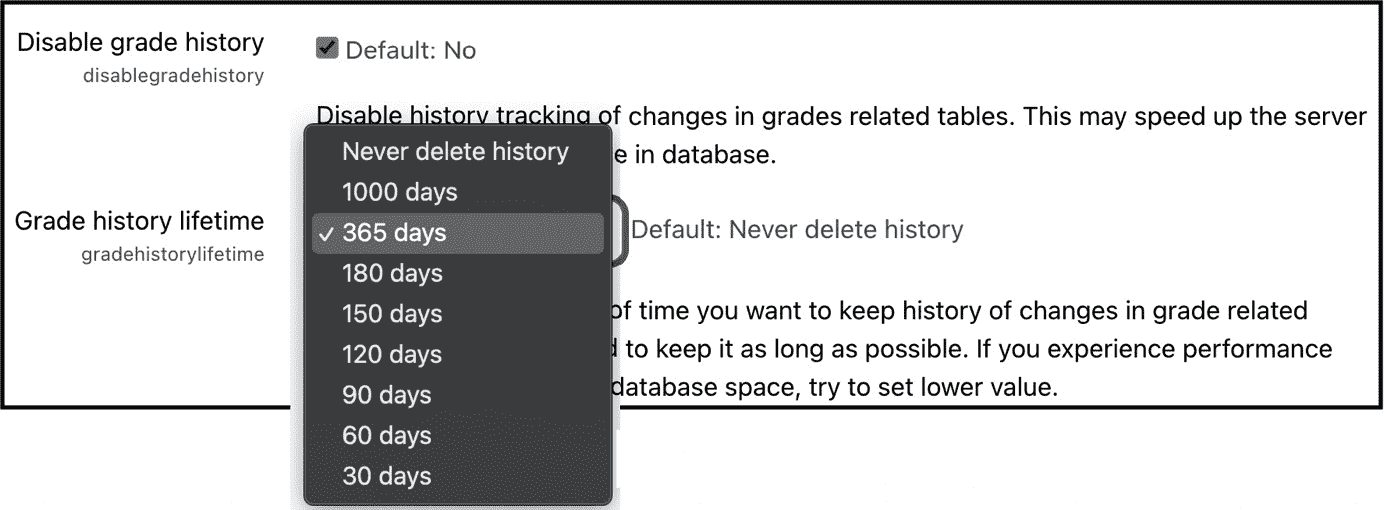 Disable grade history
Default: No
disablegradehistory
Disable history tracking of changes in grades related tables. This may speed up the server
e in database.
Never delete history
1000 days
Grade history lifetime
✓ 365 days
Default: Never delete history
gradehistorylifetime
180 days
150 days
of time you want to keep history of changes in grade related
120 days
to keep it as long as possible. If you experience performance
90 days
database space, try to set lower value.
60 days
30 days